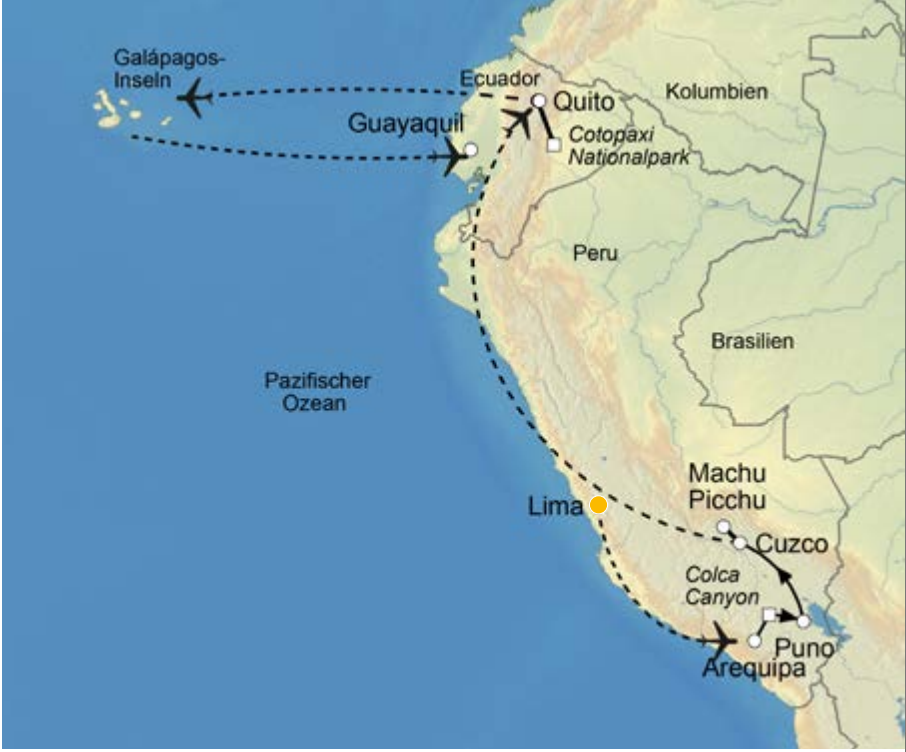 Galápagos-
Inseln
Ecuador
Quito
Kolumbien
Guayaquil
Cotopaxi
Nationalpark
Peru
Brasilien
Pazifischer
Ozean
Machu
Picchu
Lima
Cuzco
Colca
Canyon
Puno
Arequipa